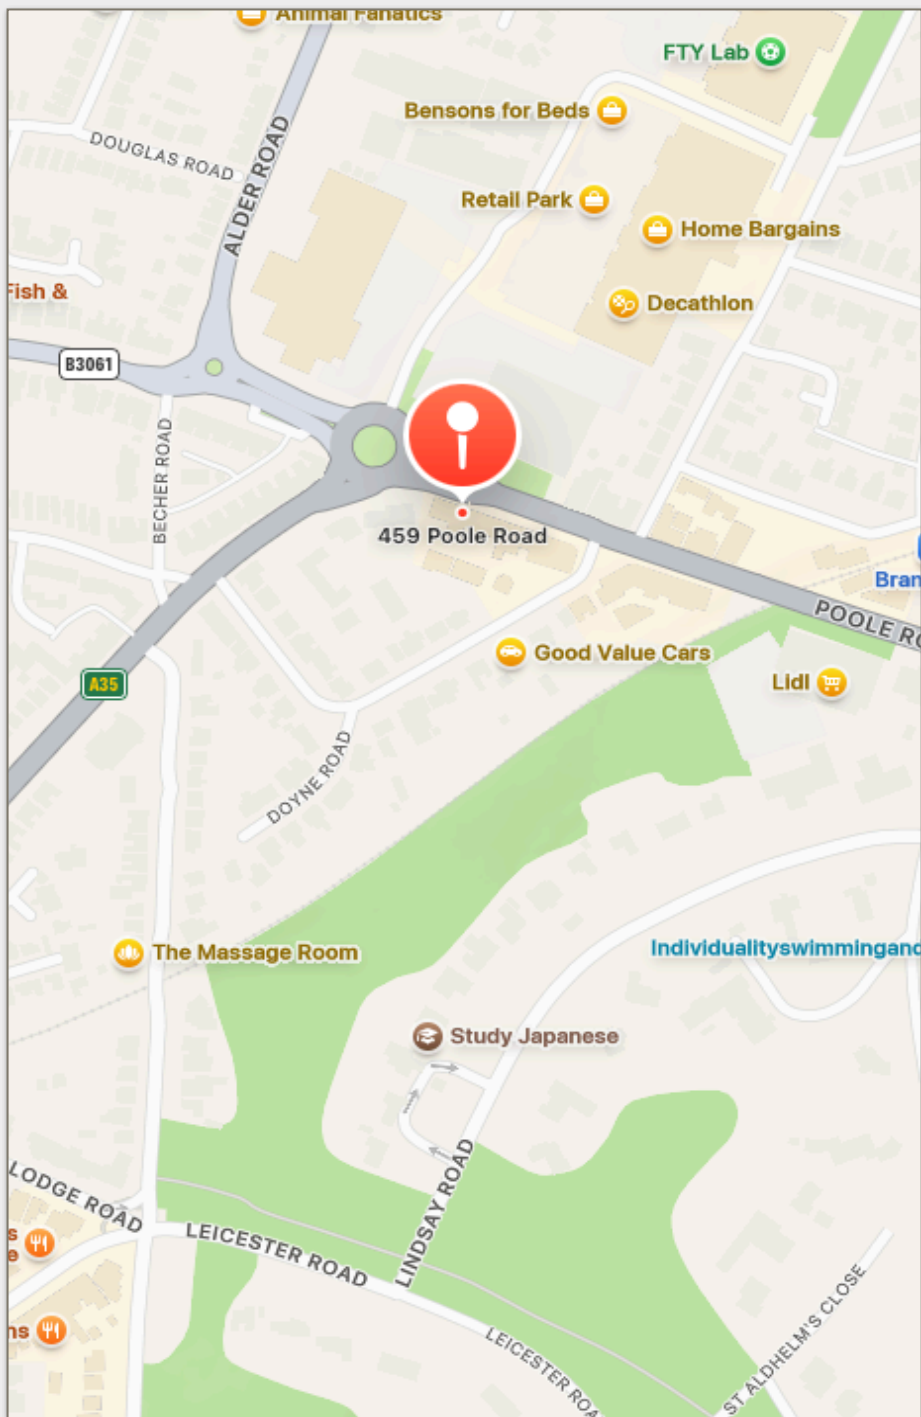 Animal Fanatics
FTY Lab
Bensons for Beds
DOUGLAS ROAD
ALDER ROAD
Retail Park
Home Bargains
Fish &
Decathlon
B3061
BECHER ROAD
459 Poole Road
Bran
POOLE RO
Good Value Cars
A35
Lidl
DOYNE ROAD
The Massage Room
Individualityswimmingand
Study Japanese
LODGE ROAD
LINDSAY ROAD
s
e
LEICESTER ROAD
ns
LEICESTER ROA
ST ALDHELM'S CLOSE